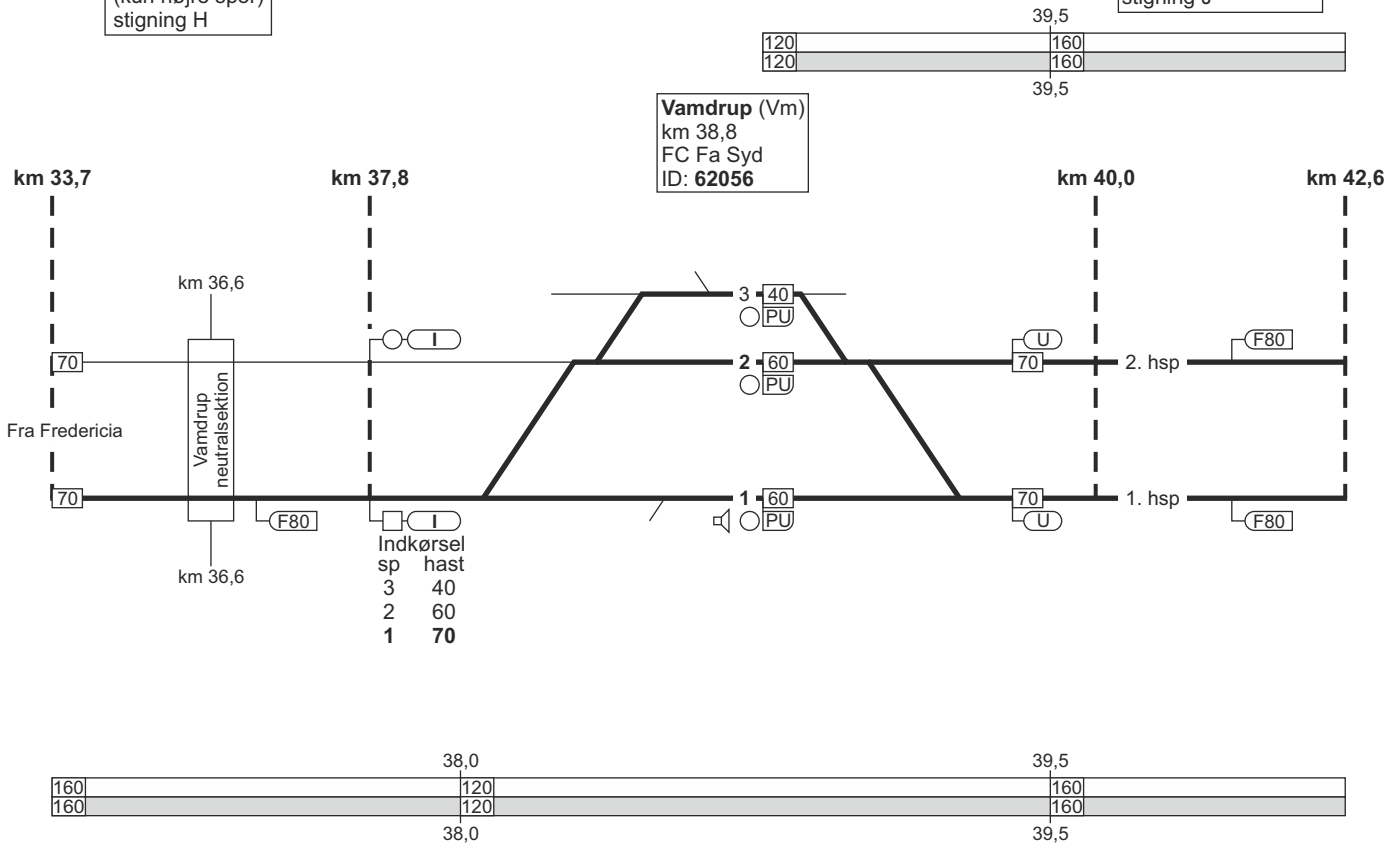 (kun højre spor)
stigning H
stigning J
39,5
120 160
120 160
39,5
Vamdrup (Vm)
km 38,8
FC Fa Syd
ID: 62056
km 33,7
km 37,8
km 40,0
km 42,6
km 36,6
3 40
PU
I
U
F80
70
2 60
70
2. hsp
PU
Fra Fredericia
Vamdrup
neutralsektion
70
1 60
70
1. hsp
F80
I
PU
U
F80
Indkørsel
sp hast
3 40
2 60
1 70
km 36,6
38,0
39,5
160 120 160
160 120 160
38,0
39,5